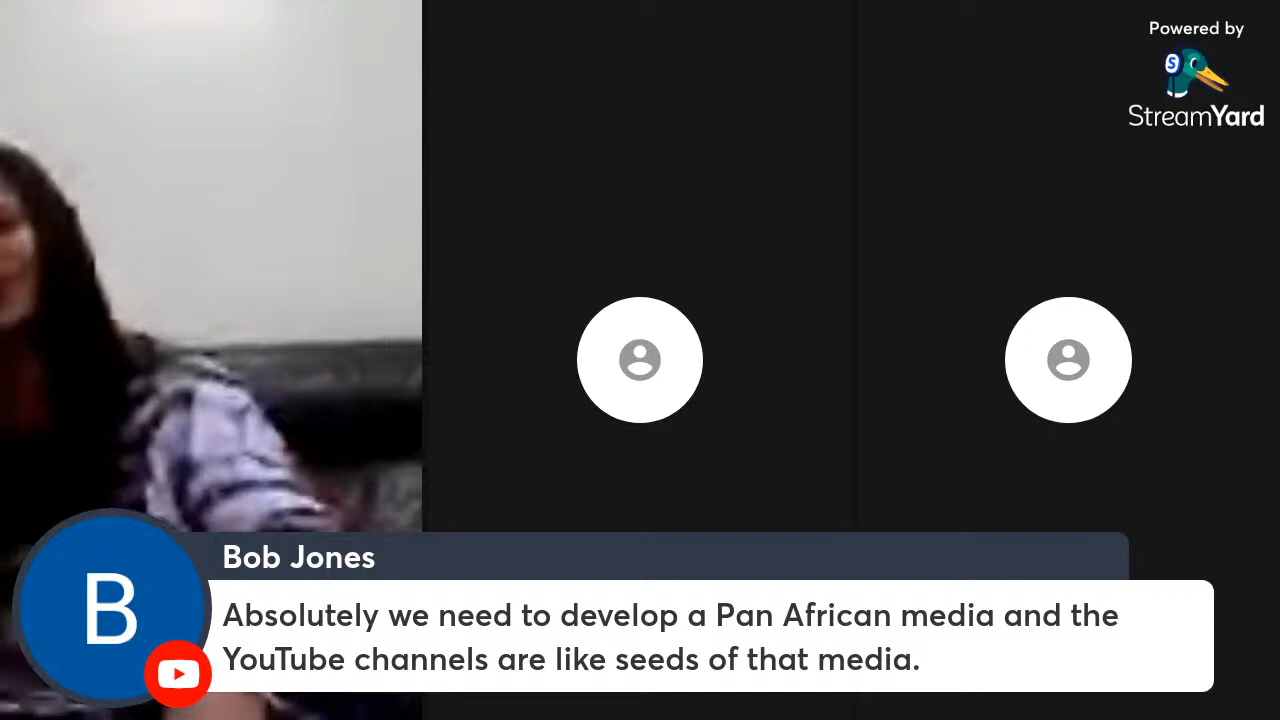 Powered by
S
StreamYard
Bob Jones
B
Absolutely we need to develop a Pan African media and the
YouTube channels are like seeds of that media.